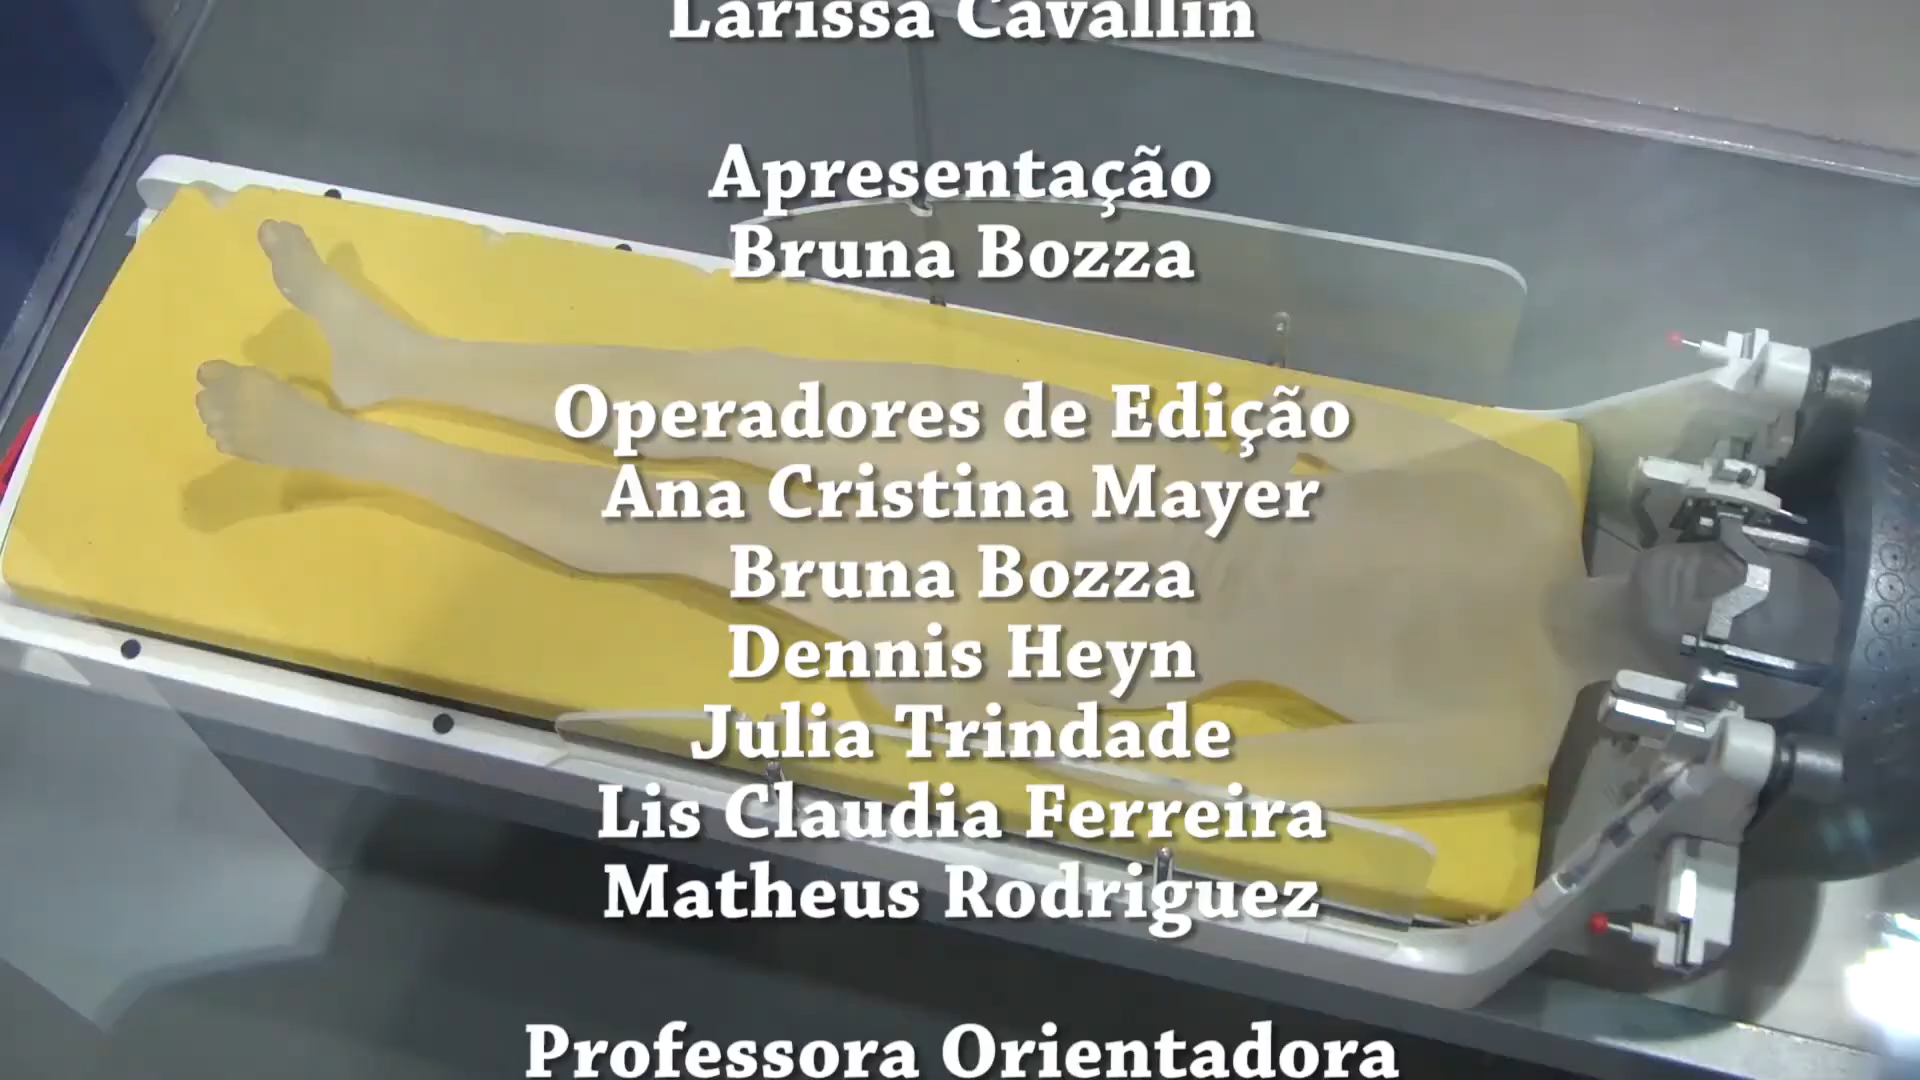 Larissa Cavallin
Apresentação
Bruna Bozza
Operadores de Edição
Ana Cristina Mayer
Bruna Bozza
Dennis Heyn
Julia Trindade
Lis Claudia Ferreira
Matheus Rodriguez
Professora Orientadora